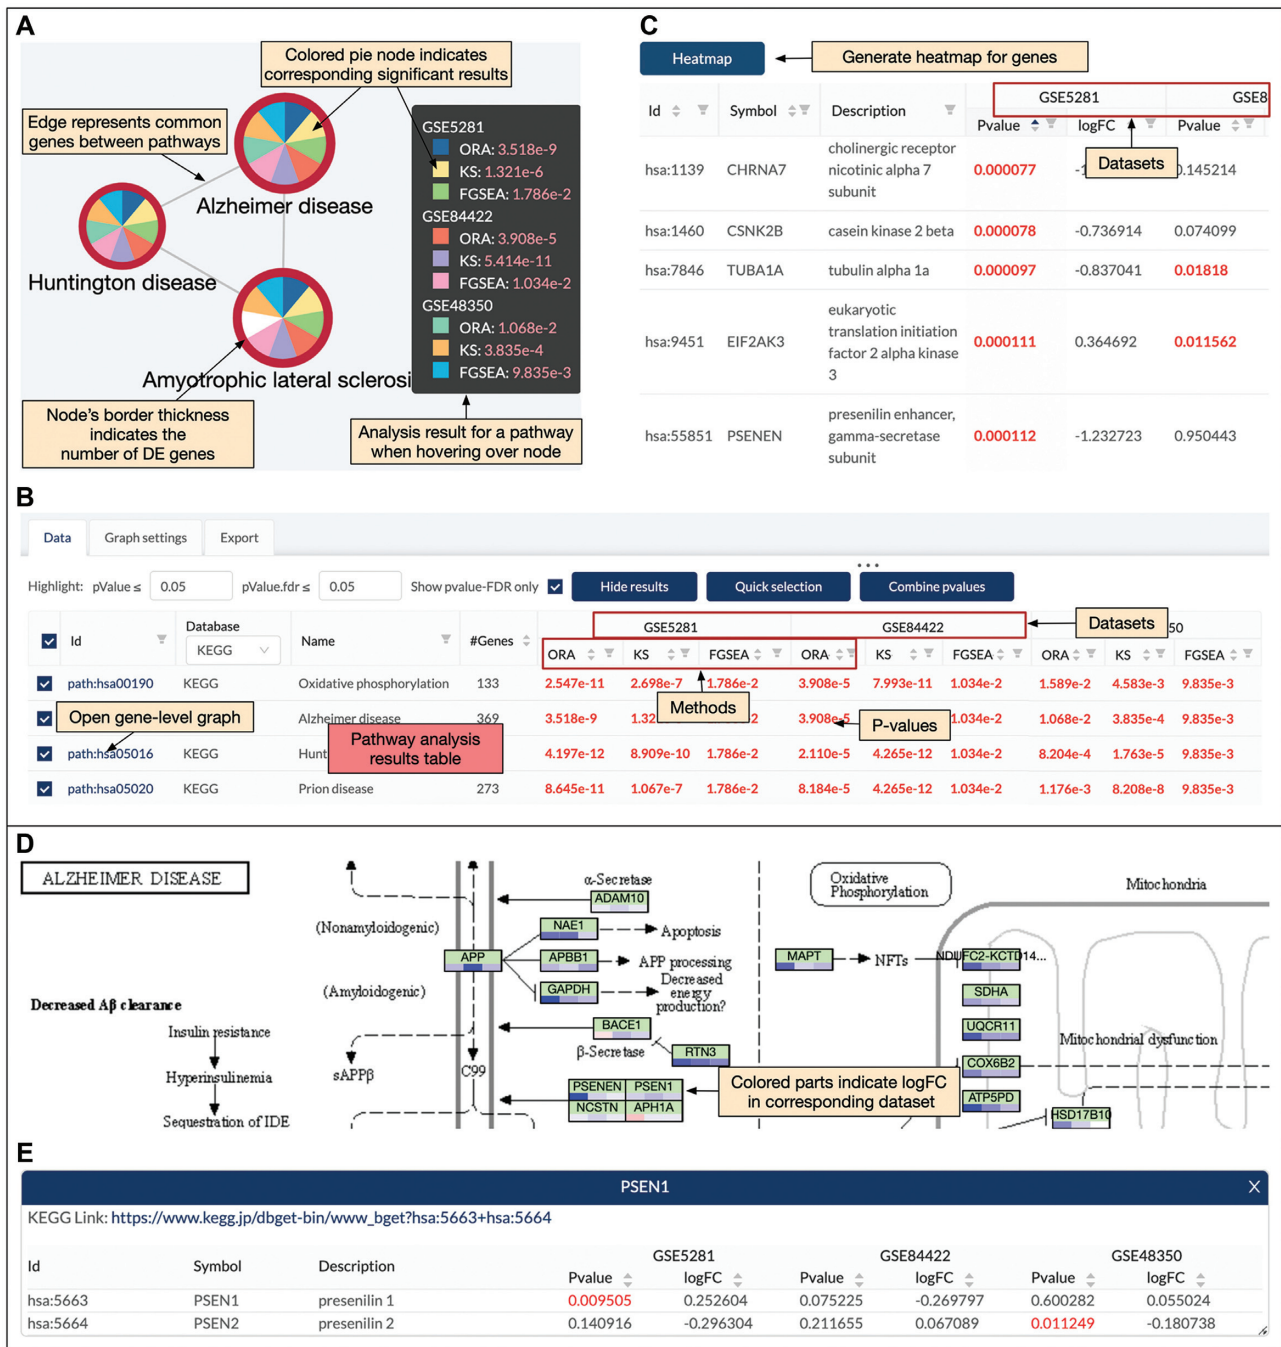 A
Colored pie node indicates
corresponding significant results
Edge represents common
genes between pathways
Alzheimer disease
Huntington disease
Amyotrophic lateral sclerosi
Node's border thickness
indicates the
number of DE genes
GSE5281
ORA: 3.518e-9
KS: 1.321e-6
FGSEA: 1.786e-2
GSE84422
ORA: 3.908e-5
KS: 5.414e-11
FGSEA: 1.034e-2
GSE48350
ORA: 1.068e-2
KS: 3.835e-4
FGSEA: 9.835e-3
Analysis result for a pathway
when hovering over node
C
Heatmap
Generate heatmap for genes
GSE5281 GSE8
Id Symbol Description Pvalue logFC Pvalue
Datasets
hsa:1139 CHRNA7 cholinergic receptor nicotinic alpha 7 subunit 0.000077 -1 0.145214
hsa:1460 CSNK2B casein kinase 2 beta 0.000078 -0.736914 0.074099
hsa:7846 TUBA1A tubulin alpha 1a 0.000097 -0.837041 0.01818
hsa:9451 EIF2AK3 eukaryotic translation initiation factor 2 alpha kinase 3 0.000111 0.364692 0.011562
hsa:55851 PSENEN presenilin enhancer, gamma-secretase subunit 0.000112 -1.232723 0.950443
B
Data Graph settings Export
Highlight: pValue ≤ 0.05 pValue.fdr ≤ 0.05 Show pvalue-FDR only Hide results Quick selection Combine pvalues
Id Database KEGG Name #Genes GSE5281 GSE84422 Datasets 50
ORA KS FGSEA ORA KS FGSEA ORA KS FGSEA
path:hsa00190 KEGG Oxidative phosphorylation 133 2.547e-11 2.698e-7 1.786e-2 3.908e-5 7.993e-11 1.034e-2 1.589e-2 4.583e-3 9.835e-3
Alzheimer disease 369 3.518e-9 1.32 -2 3.908e-5 1.034e-2 1.068e-2 3.835e-4 9.835e-3
Open gene-level graph
Methods
P-values
Pathway analysis
results table
path:hsa05016 KEGG Hunt 4.197e-12 8.909e-10 1.786e-2 2.110e-5 4.265e-12 1.034e-2 8.204e-4 1.763e-5 9.835e-3
path:hsa05020 KEGG Prion disease 273 8.645e-11 1.067e-7 1.786e-2 8.184e-5 4.265e-12 1.034e-2 1.176e-3 8.208e-8 9.835e-3
D
ALZHEIMER DISEASE
(Nonamyloidogenic)
(Amyloidogenic)
Decreased Aβ clearance
Insulin resistance
Hyperinsulinemia
Sequestration of IDE
sAPPβ
C99
APP
α-Secretase
ADAM10
NAE1
Apoptosis
APBB1
APP processing
GAPDH
Decreased
energy
production?
BACE1
β-Secretase
RTN3
PSENEN PSEN1
NCSTN APH1A
Colored parts indicate logFC
in corresponding dataset
Oxidative
Phosphorylation
Mitochondria
MAPT
NFTs
NDUFC2-KCTD14...
SDHA
UQCR11
Mitochondrial dysfunction
COX6B2
ATP5PD
HSD17B10
E
PSEN1 X
KEGG Link: https://www.kegg.jp/dbget-bin/www_bget?hsa:5663+hsa:5664
GSE5281 GSE84422 GSE48350
Id Symbol Description Pvalue logFC Pvalue logFC Pvalue logFC
hsa:5663 PSEN1 presenilin 1 0.009505 0.252604 0.075225 -0.269797 0.600282 0.055024
hsa:5664 PSEN2 presenilin 2 0.140916 -0.296304 0.211655 0.067089 0.011249 -0.180738